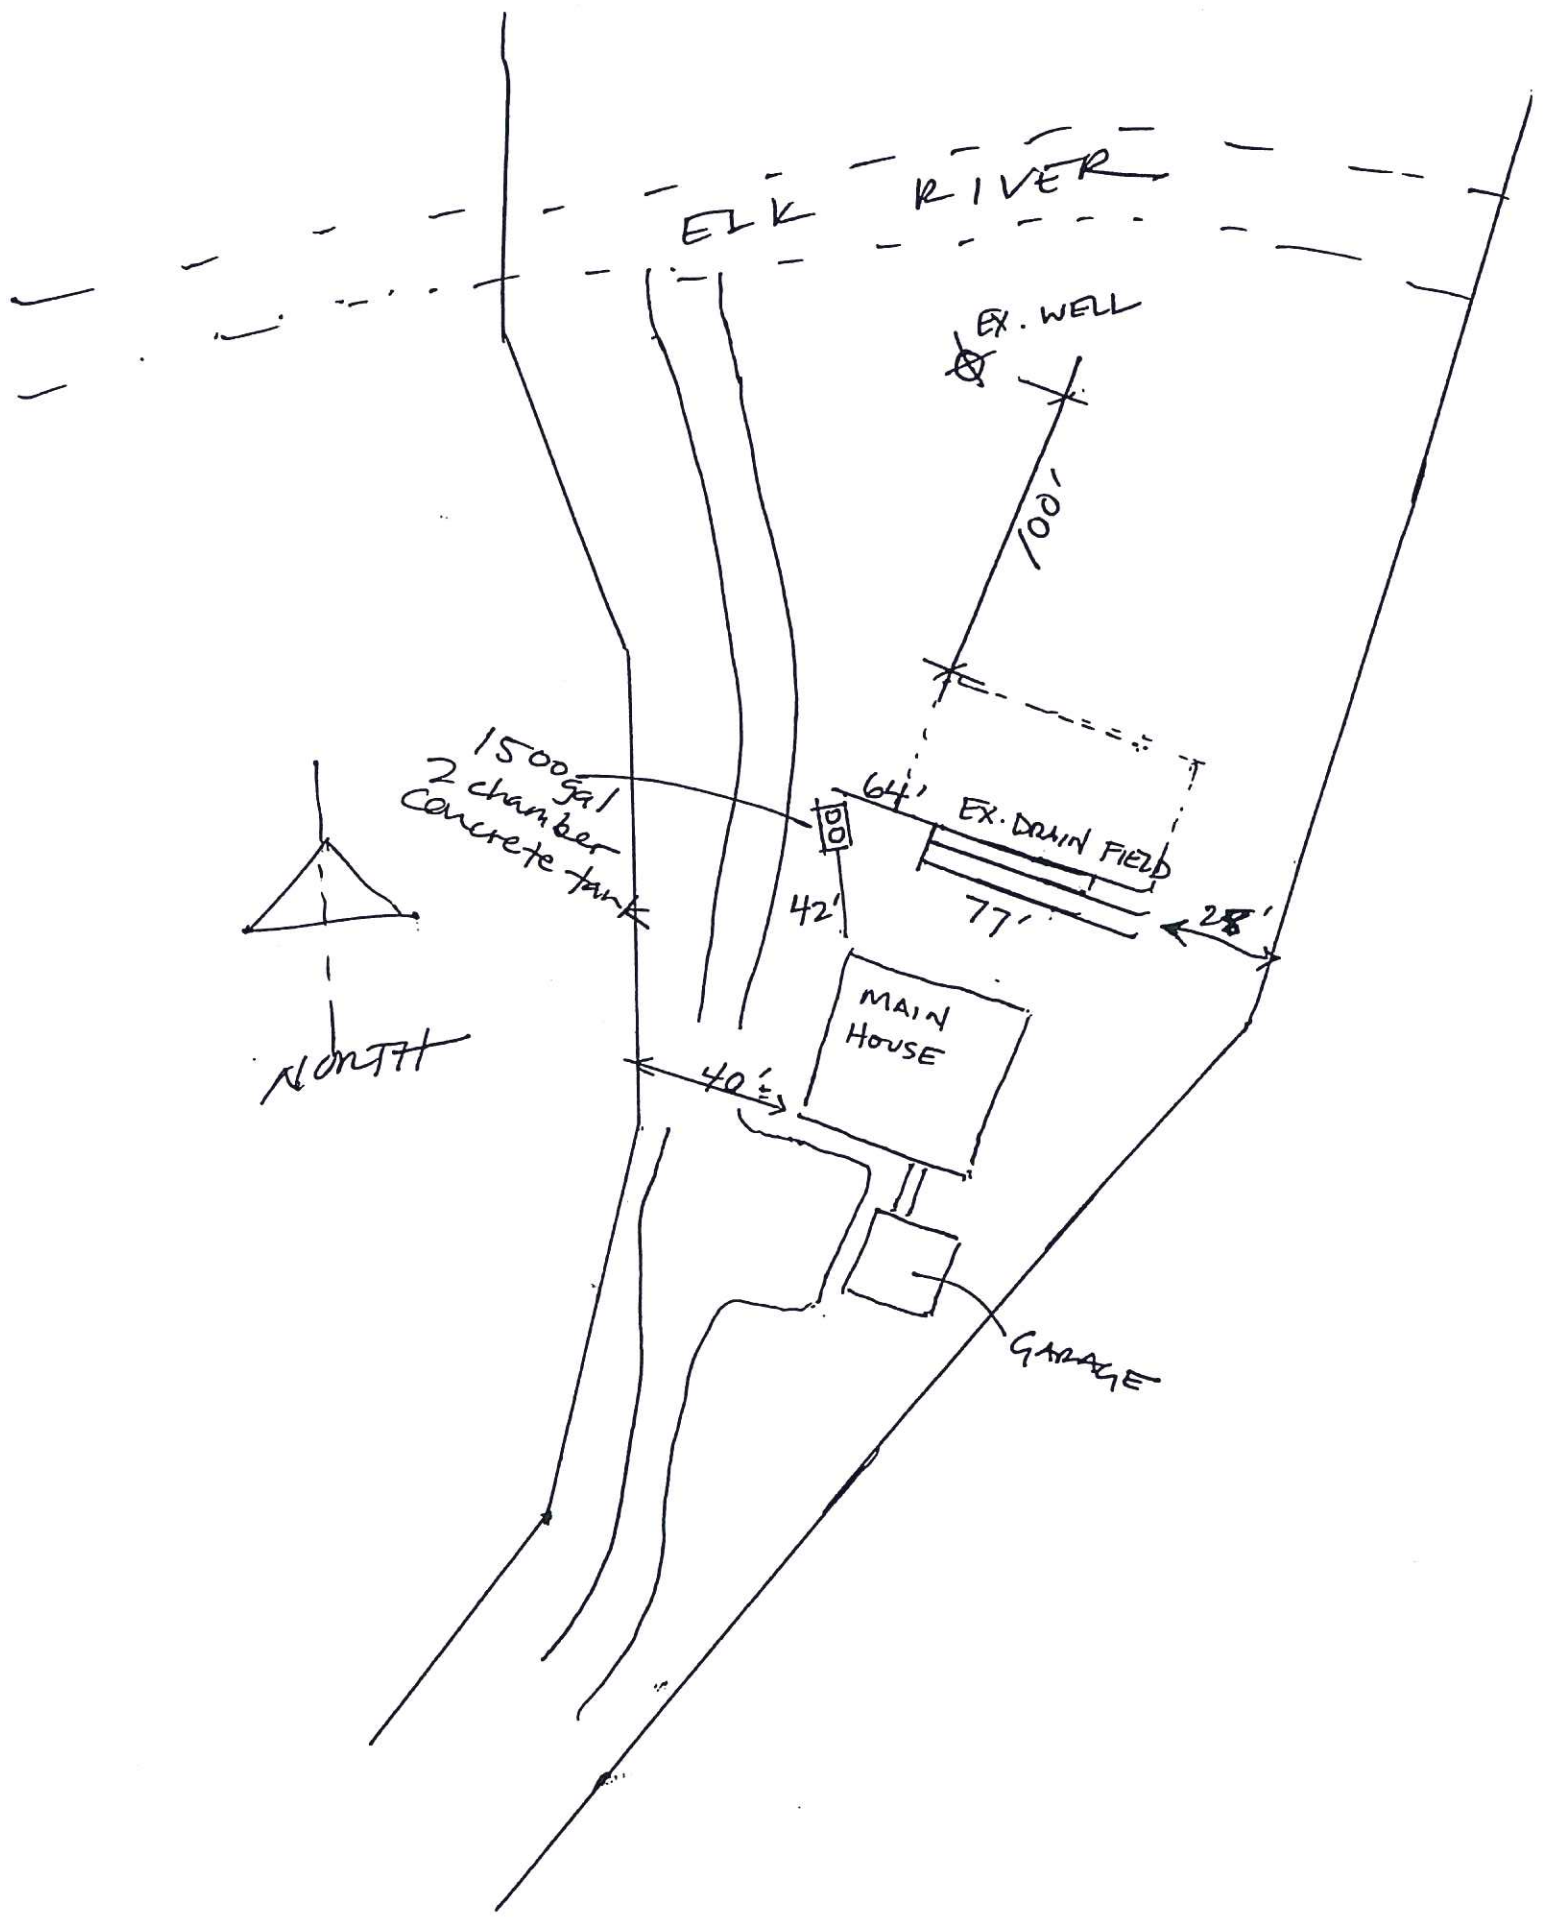 ELK RIVER
EX. WELL
100'
1500 gal
2 chamber
concrete tank
64'
EX. DRAIN FIELD
42'
77'
MAIN
HOUSE
40'±
NORTH
GARAGE